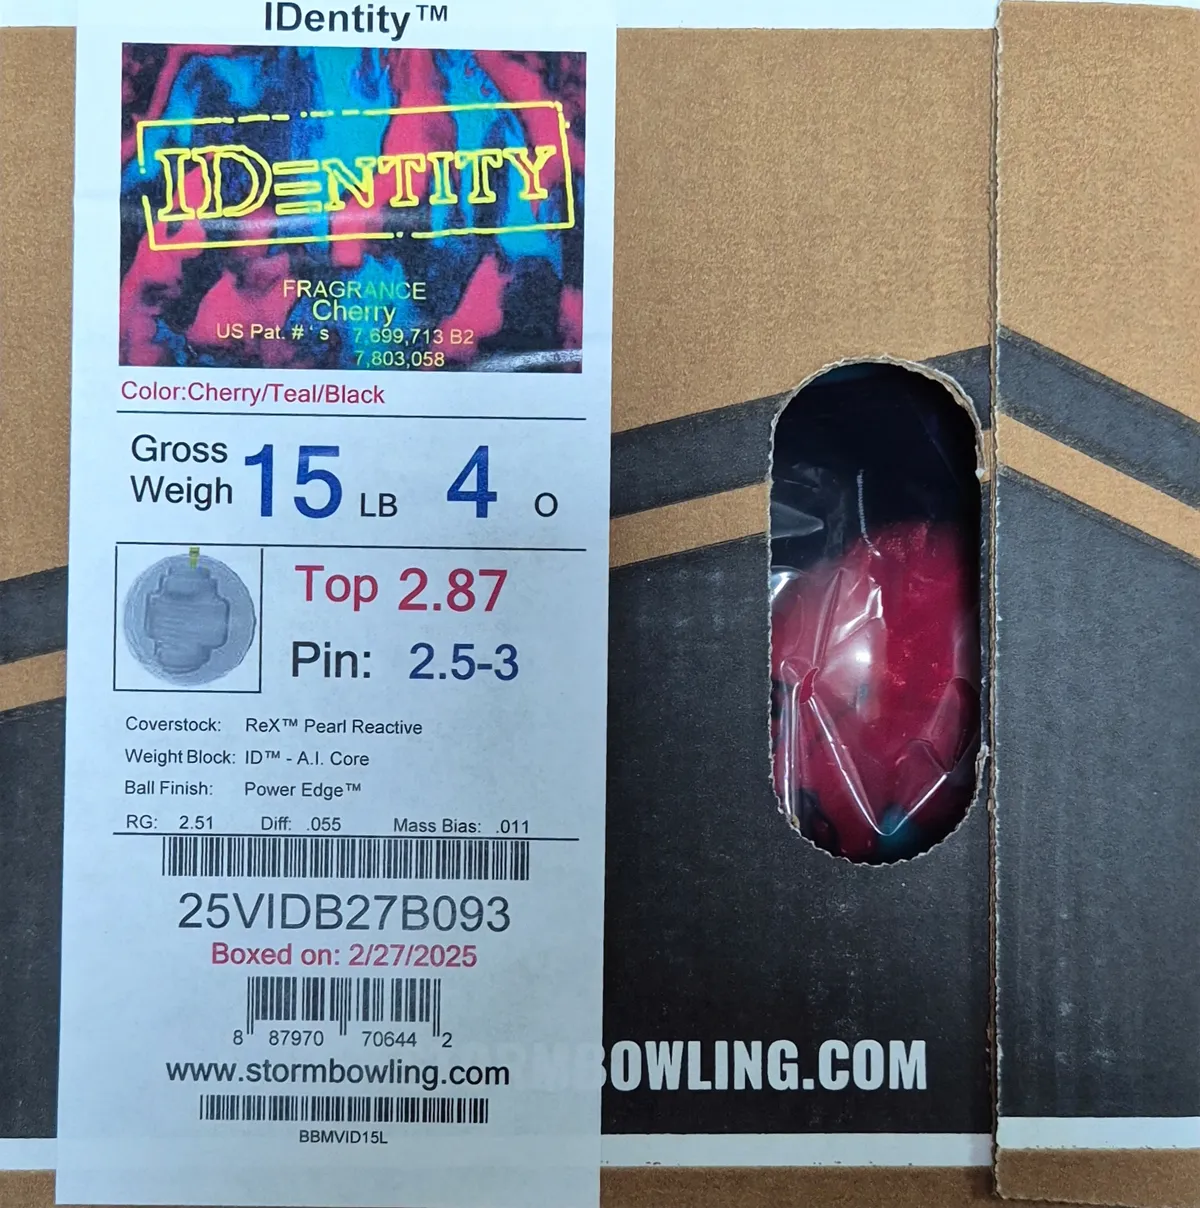 IDentity™
IDENTITY
FRAGRANCE
Cherry
US Pat. # ' s 7,699,713 B2
7,803,058
Color:Cherry/Teal/Black
Gross
Weigh 15 LB 4 O
Top 2.87
Pin: 2.5-3
Coverstock: ReX™ Pearl Reactive
Weight Block: ID™ - A.I. Core
Ball Finish: Power Edge™
RG: 2.51 Diff: .055 Mass Bias: .011
25VIDB27B093
Boxed on: 2/27/2025
8 87970 70644 2
www.stormbowling.com
BBMVID15L
STORMBOWLING.COM